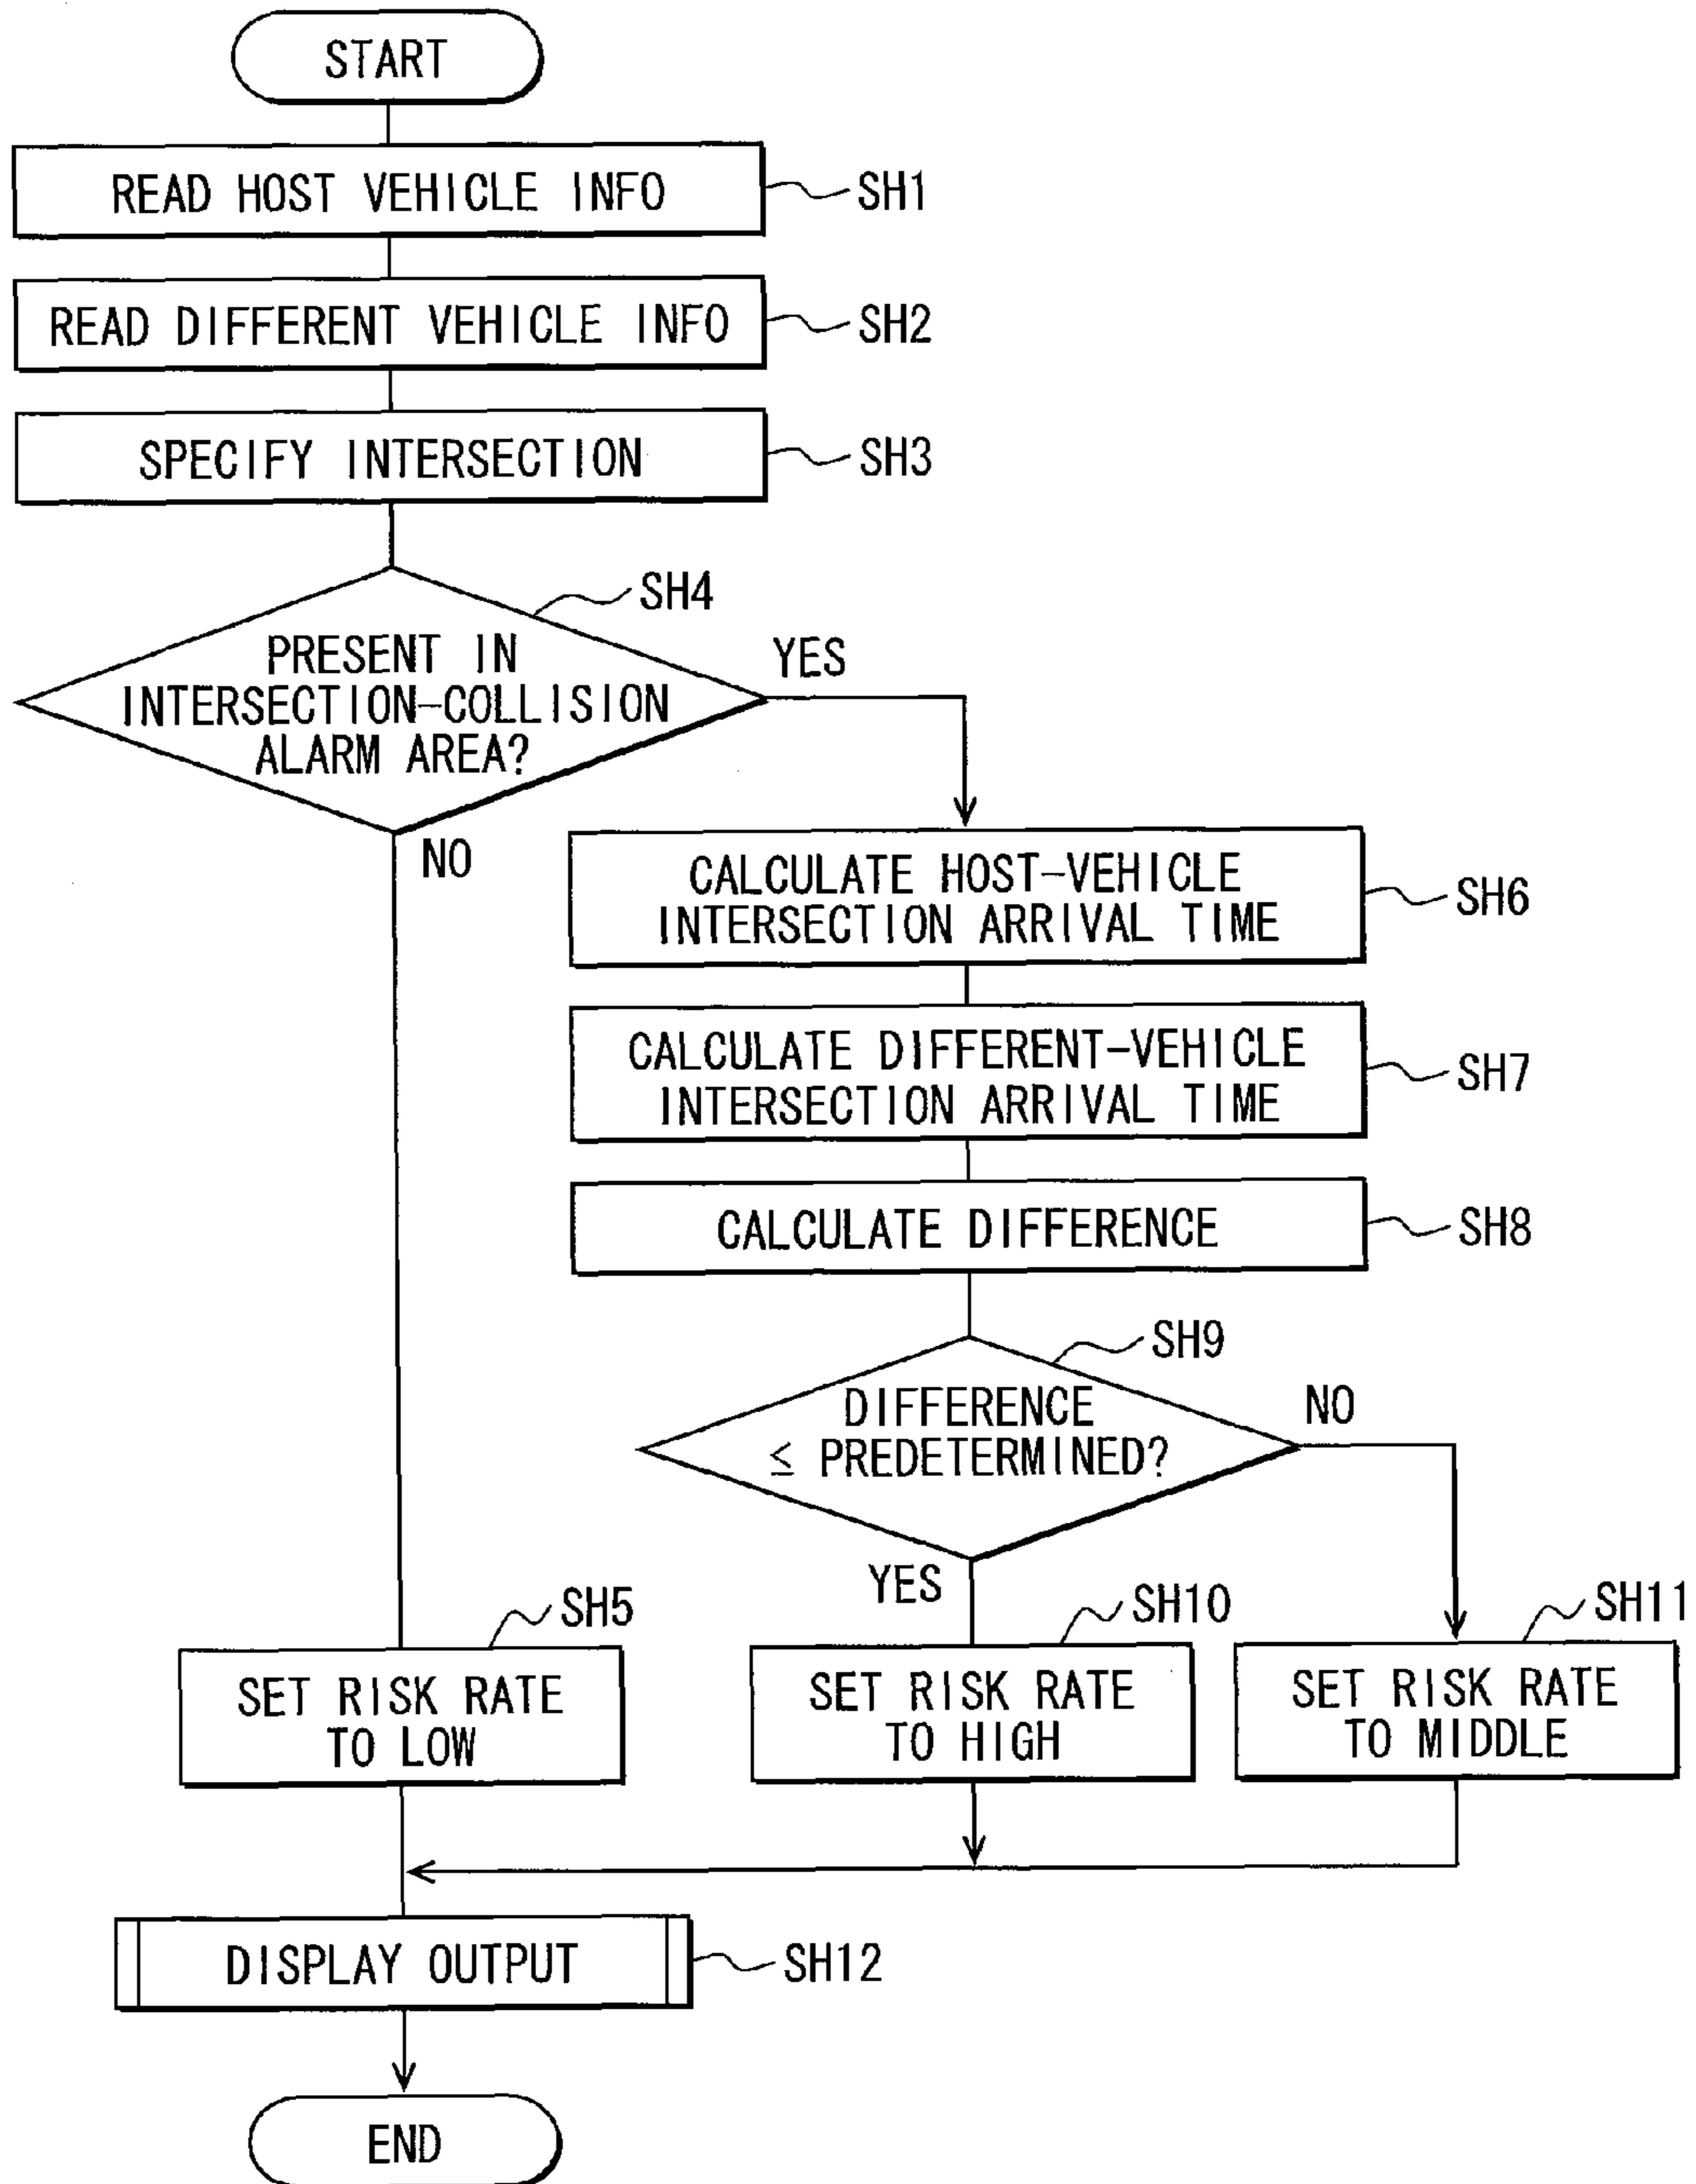 START
READ HOST VEHICLE INFO
SH1
READ DIFFERENT VEHICLE INFO
SH2
SPECIFY INTERSECTION
SH3
SH4
PRESENT IN
INTERSECTION-COLLISION
ALARM AREA?
YES
NO
CALCULATE HOST-VEHICLE
INTERSECTION ARRIVAL TIME
SH6
CALCULATE DIFFERENT-VEHICLE
INTERSECTION ARRIVAL TIME
SH7
CALCULATE DIFFERENCE
SH8
SH9
DIFFERENCE
≤ PREDETERMINED?
NO
YES
SH5
SET RISK RATE
TO LOW
SH10
SET RISK RATE
TO HIGH
SH11
SET RISK RATE
TO MIDDLE
DISPLAY OUTPUT
SH12
END